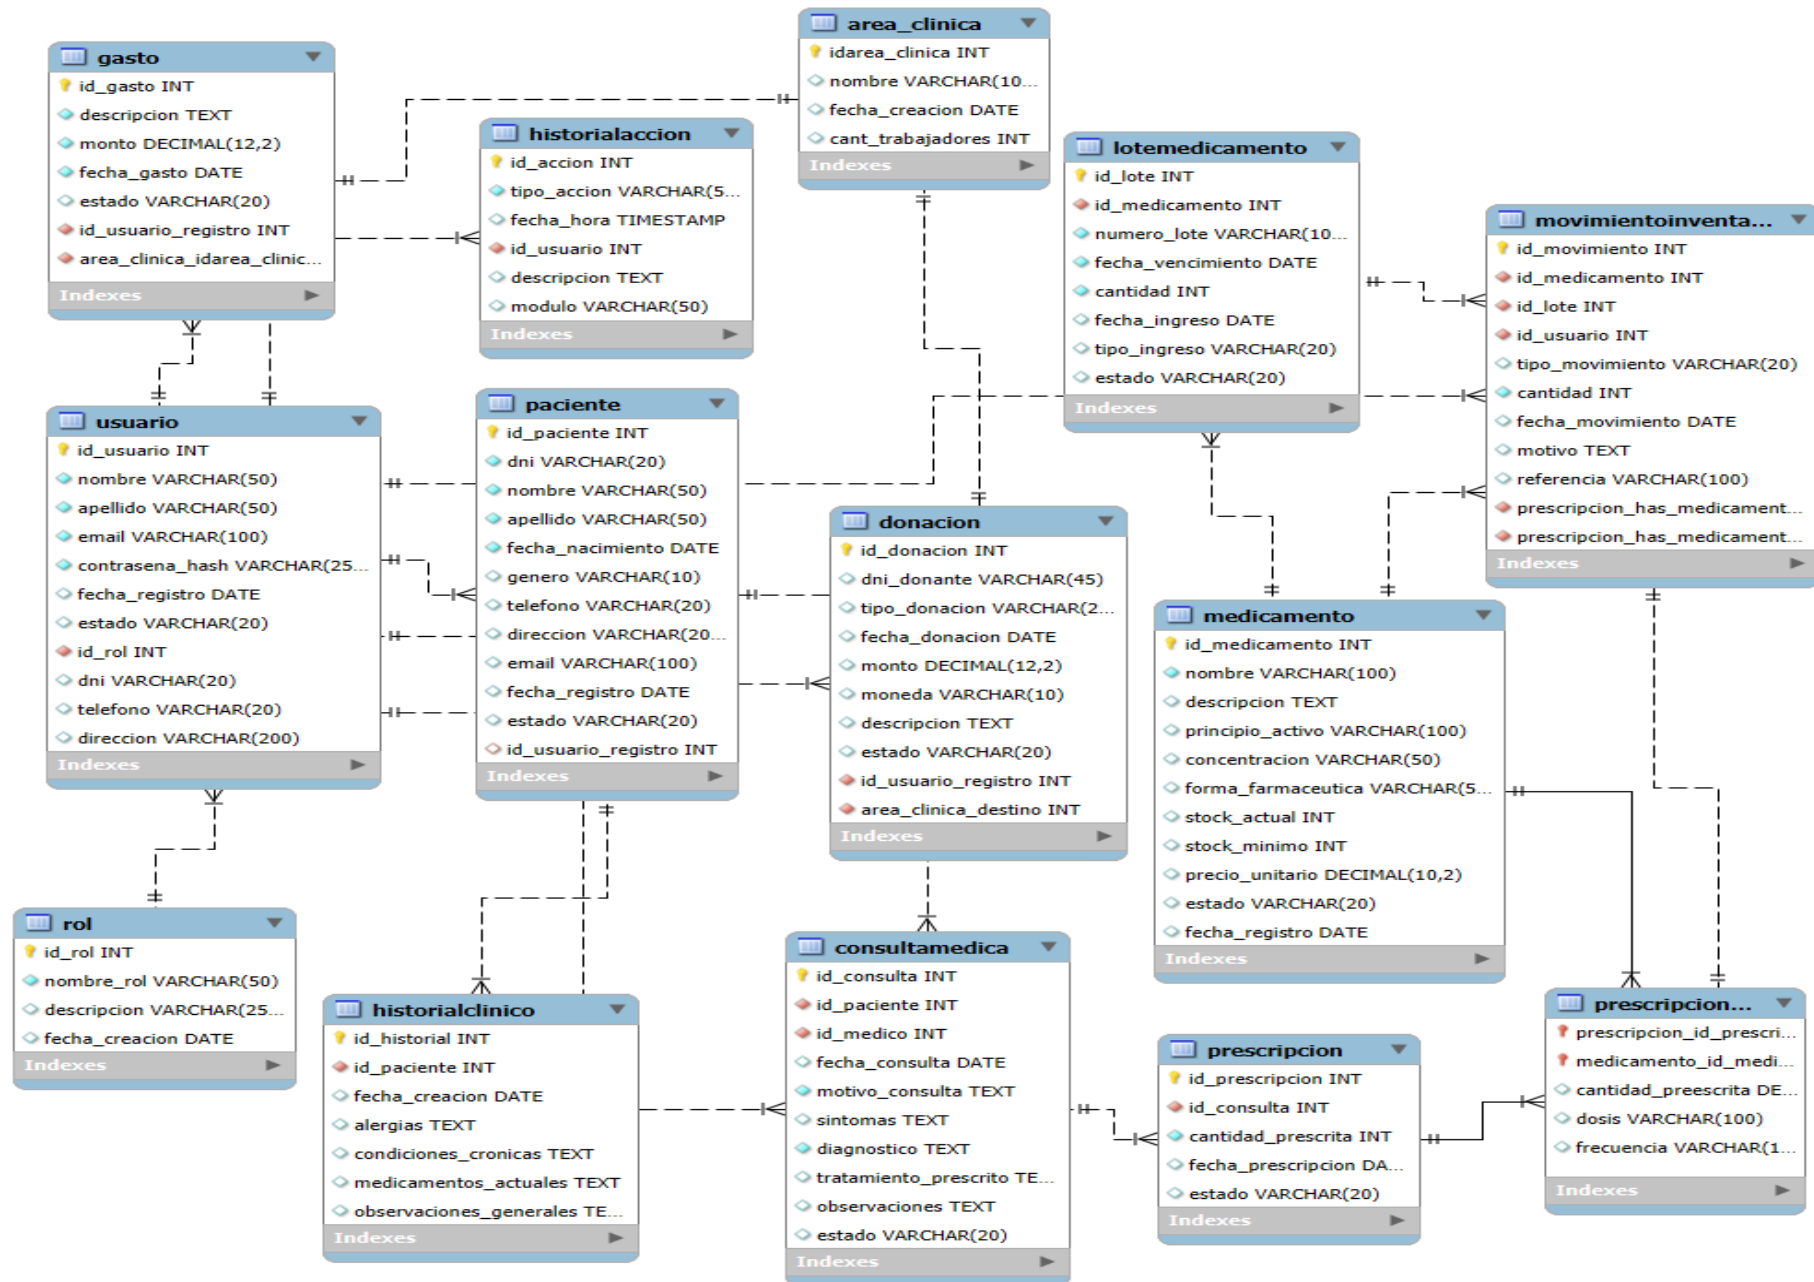 gasto
id_gasto INT
descripcion TEXT
monto DECIMAL(12,2)
fecha_gasto DATE
estado VARCHAR(20)
id_usuario_registro INT
area_clinica_idarea_clinic...
Indexes
historialaccion
id_accion INT
tipo_accion VARCHAR(5...
fecha_hora TIMESTAMP
id_usuario INT
descripcion TEXT
modulo VARCHAR(50)
Indexes
area_clinica
idarea_clinica INT
nombre VARCHAR(10...
fecha_creacion DATE
cant_trabajadores INT
Indexes
lotemedicamento
id_lote INT
id_medicamento INT
numero_lote VARCHAR(10...
fecha_vencimiento DATE
cantidad INT
fecha_ingreso DATE
tipo_ingreso VARCHAR(20)
estado VARCHAR(20)
Indexes
movimientoinventa...
id_movimiento INT
id_medicamento INT
id_lote INT
id_usuario INT
tipo_movimiento VARCHAR(20)
cantidad INT
fecha_movimiento DATE
motivo TEXT
referencia VARCHAR(100)
prescripcion_has_medicament...
prescripcion_has_medicament...
Indexes
usuario
id_usuario INT
nombre VARCHAR(50)
apellido VARCHAR(50)
email VARCHAR(100)
contrasena_hash VARCHAR(25...
fecha_registro DATE
estado VARCHAR(20)
id_rol INT
dni VARCHAR(20)
telefono VARCHAR(20)
direccion VARCHAR(200)
Indexes
paciente
id_paciente INT
dni VARCHAR(20)
nombre VARCHAR(50)
apellido VARCHAR(50)
fecha_nacimiento DATE
genero VARCHAR(10)
telefono VARCHAR(20)
direccion VARCHAR(20...
email VARCHAR(100)
fecha_registro DATE
estado VARCHAR(20)
id_usuario_registro INT
Indexes
donacion
id_donacion INT
dni_donante VARCHAR(45)
tipo_donacion VARCHAR(2...
fecha_donacion DATE
monto DECIMAL(12,2)
moneda VARCHAR(10)
descripcion TEXT
estado VARCHAR(20)
id_usuario_registro INT
area_clinica_destino INT
Indexes
medicamento
id_medicamento INT
nombre VARCHAR(100)
descripcion TEXT
principio_activo VARCHAR(100)
concentracion VARCHAR(50)
forma_farmaceutica VARCHAR(5...
stock_actual INT
stock_minimo INT
precio_unitario DECIMAL(10,2)
estado VARCHAR(20)
fecha_registro DATE
Indexes
rol
id_rol INT
nombre_rol VARCHAR(50)
descripcion VARCHAR(25...
fecha_creacion DATE
Indexes
historialclinico
id_historial INT
id_paciente INT
fecha_creacion DATE
alergias TEXT
condiciones_cronicas TEXT
medicamentos_actuales TEXT
observaciones_generales TE...
Indexes
consultamedica
id_consulta INT
id_paciente INT
id_medico INT
fecha_consulta DATE
motivo_consulta TEXT
sintomas TEXT
diagnostico TEXT
tratamiento_prescrito TE...
observaciones TEXT
estado VARCHAR(20)
Indexes
prescripcion
id_prescripcion INT
id_consulta INT
cantidad_prescrita INT
fecha_prescripcion DA...
estado VARCHAR(20)
Indexes
prescripcion...
prescripcion_id_prescri...
medicamento_id_medi...
cantidad_preescrita DE...
dosis VARCHAR(100)
frecuencia VARCHAR(1...
Indexes